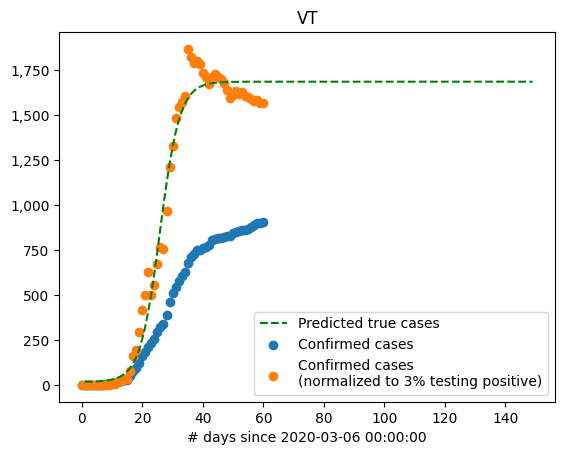 VT
1,750
1,500
1,250
1,000
750
500
250
0
Predicted true cases
Confirmed cases
Confirmed cases
(normalized to 3% testing positive)
0 20 40 60 80 100 120 140
# days since 2020-03-06 00:00:00